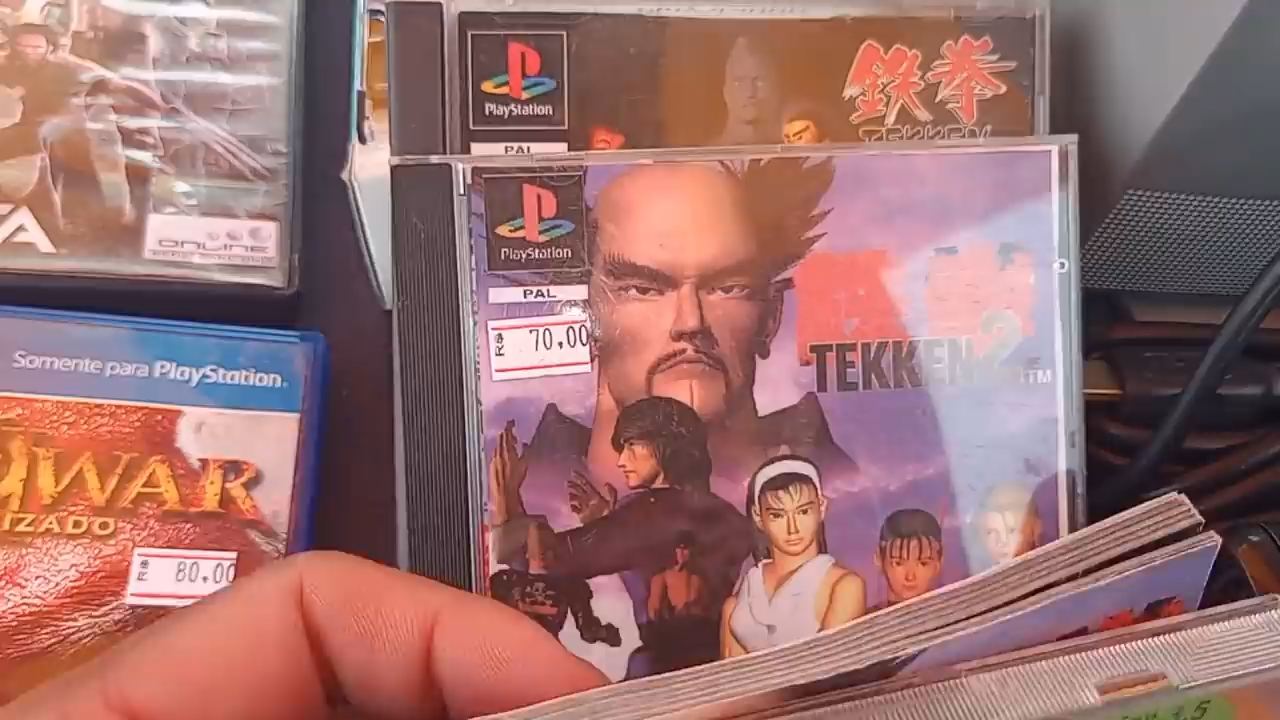 PlayStation
PAL
鉄拳
TEKKEN
ONLINE
PlayStation
PAL
R$ 70,00
TEKKEN 2
TM
Somente para PlayStation
WAR
IZADO
R$ 80,00